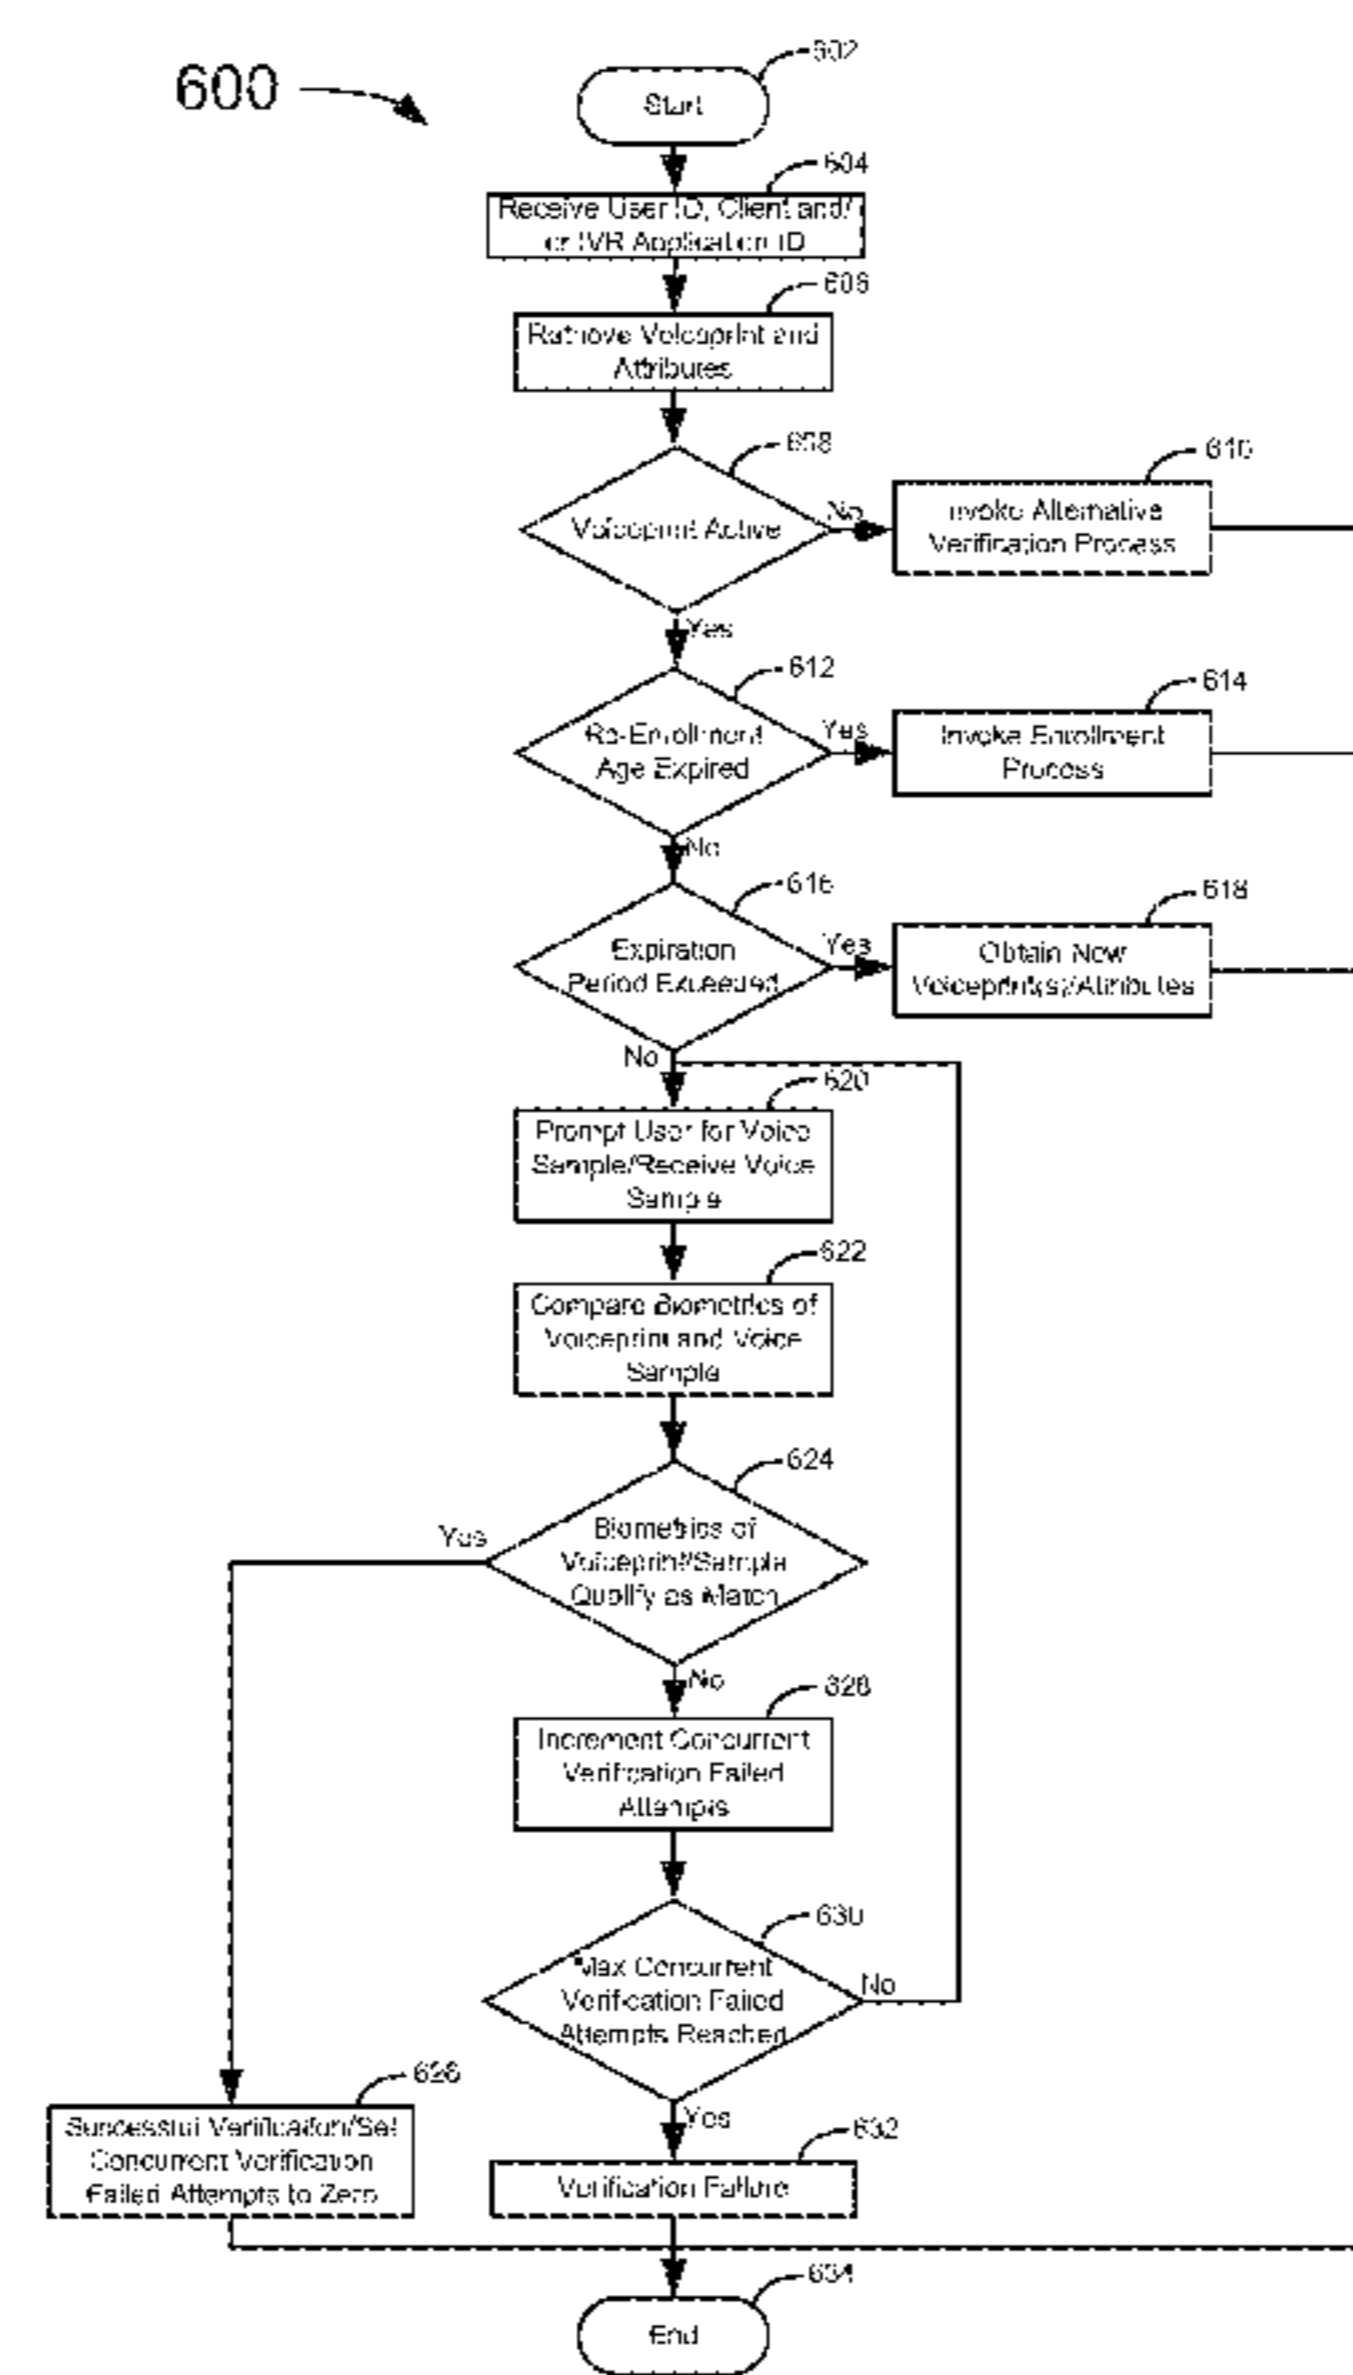 600
602
Start
604
Receive User ID, Client and/
or IVR Application ID
606
Retrieve Voiceprint and
Attributes
608
Voiceprint Active
No
610
Invoke Alternative
Verification Process
Yes
612
Re-Enrollment
Age Expired
Yes
614
Invoke Enrollment
Process
No
616
Expiration
Period Exceeded
Yes
618
Obtain New
Voiceprint(s)/Attributes
No
620
Prompt User for Voice
Sample/Receive Voice
Sample
622
Compare Biometrics of
Voiceprint and Voice
Sample
624
Yes
Biometrics of
Voiceprint/Sample
Qualify as Match
No
628
Increment Concurrent
Verification Failed
Attempts
630
Max Concurrent
Verification Failed
Attempts Reached
No
Yes
Successful Verification/Set
Concurrent Verification
Failed Attempts to Zero
632
Verification Failure
634
End